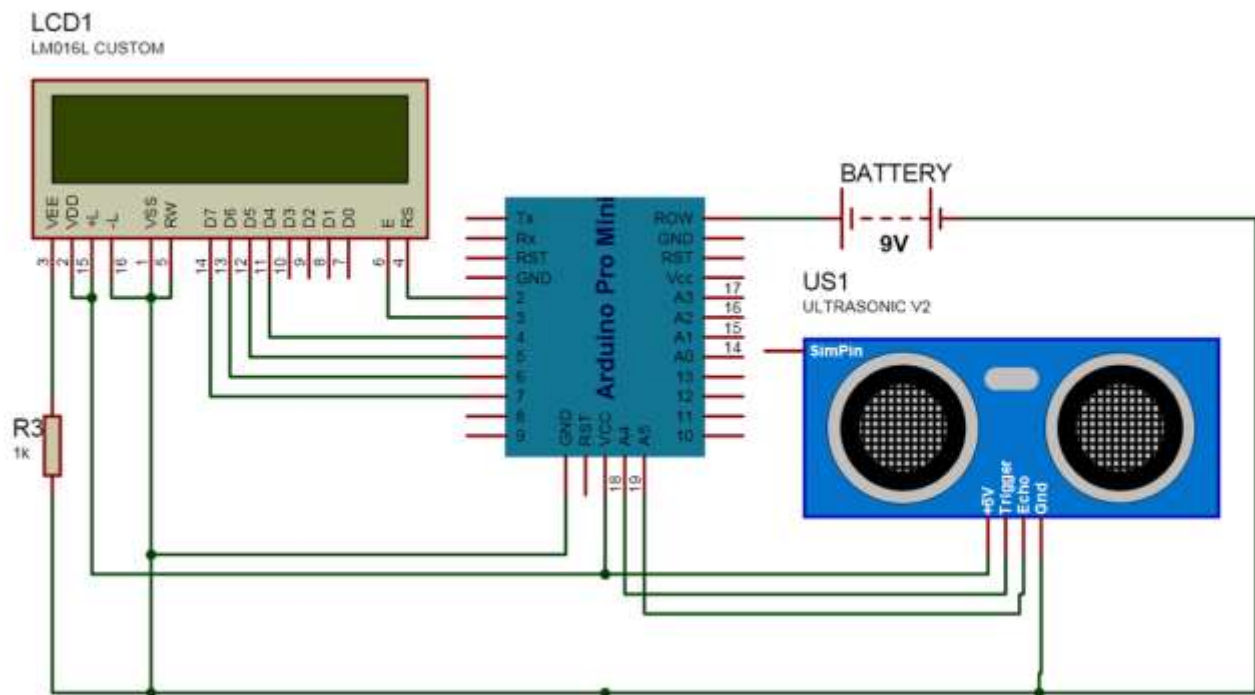 LCD1
LM016L CUSTOM
VEE VDD +L -L VSS RW D7 D6 D5 D4 D3 D2 D1 D0 E RS
3 2 15 16 1 5 14 13 12 11 10 9 8 7 6 4
R3
1k
Arduino Pro Mini
Tx
Rx
RST
GND
2
3
4
5
6
7
8
9
ROW
GND
RST
Vcc
A3 17
A2 16
A1 15
A0 14
13
12
11
10
GND RST VCC A4 A5
18 19
BATTERY
9V
US1
ULTRASONIC V2
SimPin
+5V
Trigger
Echo
Gnd